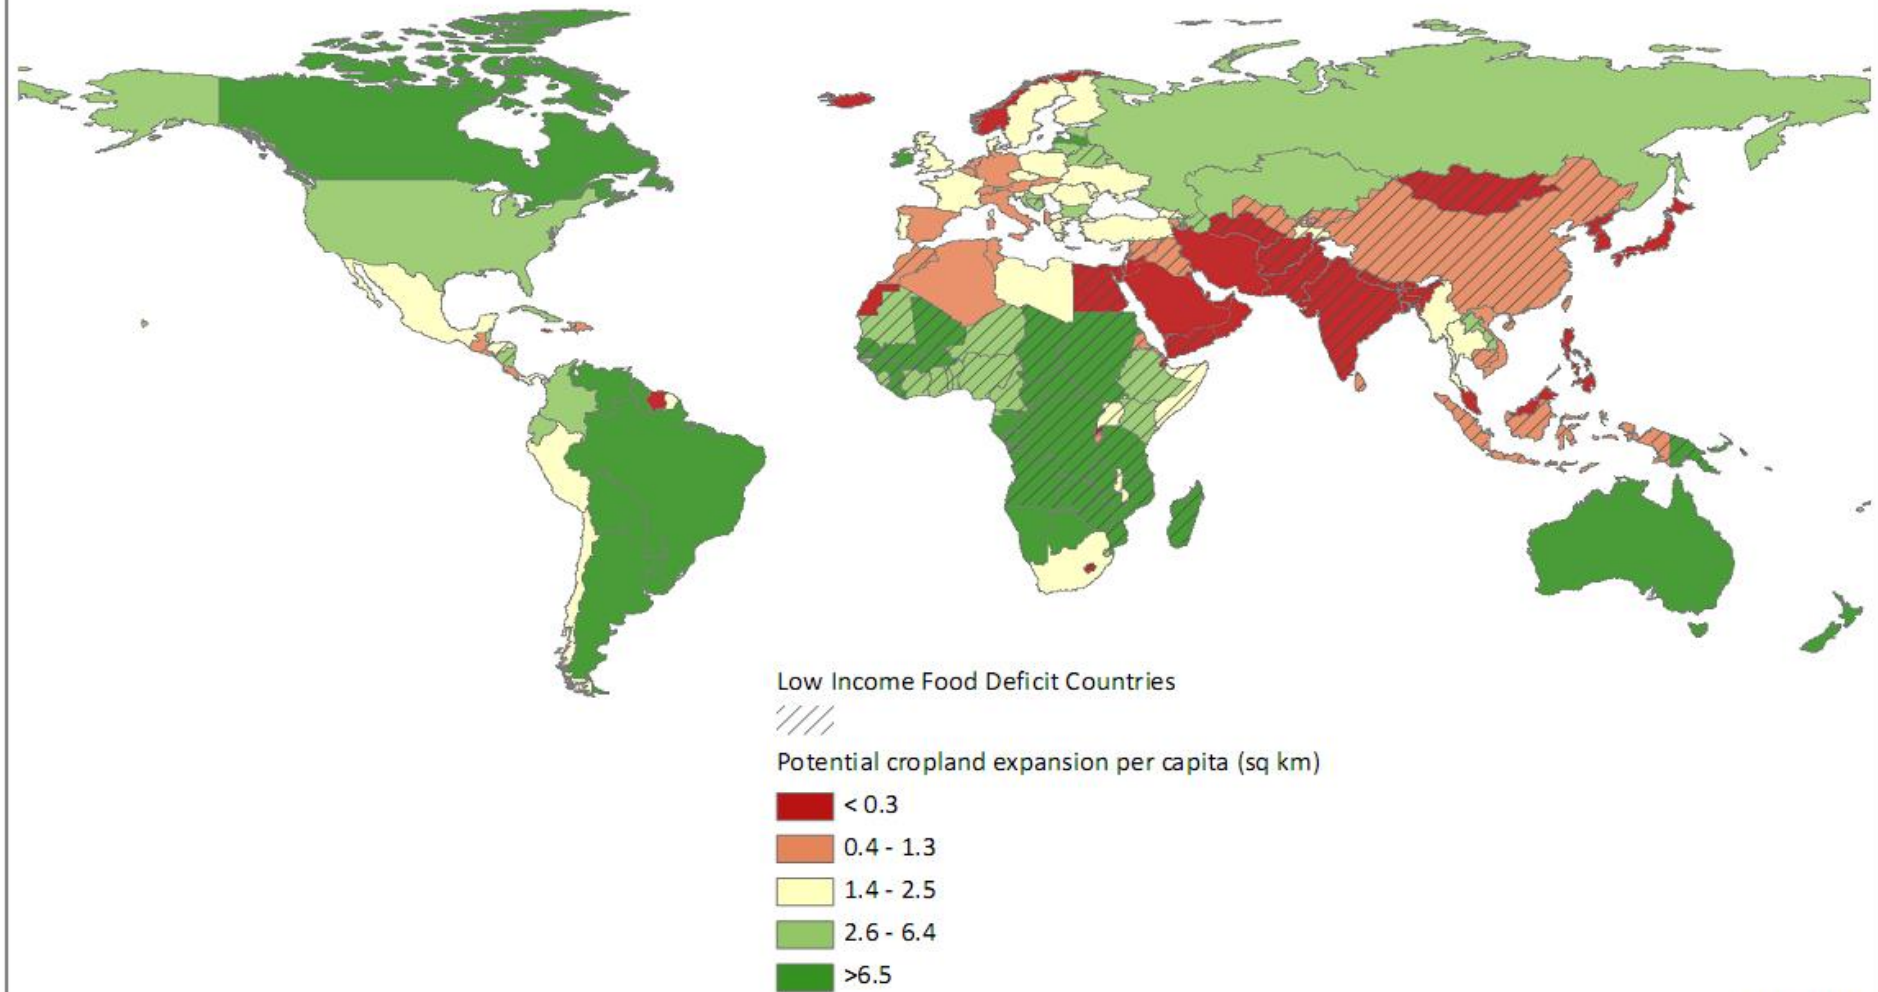 Low Income Food Deficit Countries
Potential cropland expansion per capita (sq km)
< 0.3
0.4 - 1.3
1.4 - 2.5
2.6 - 6.4
>6.5